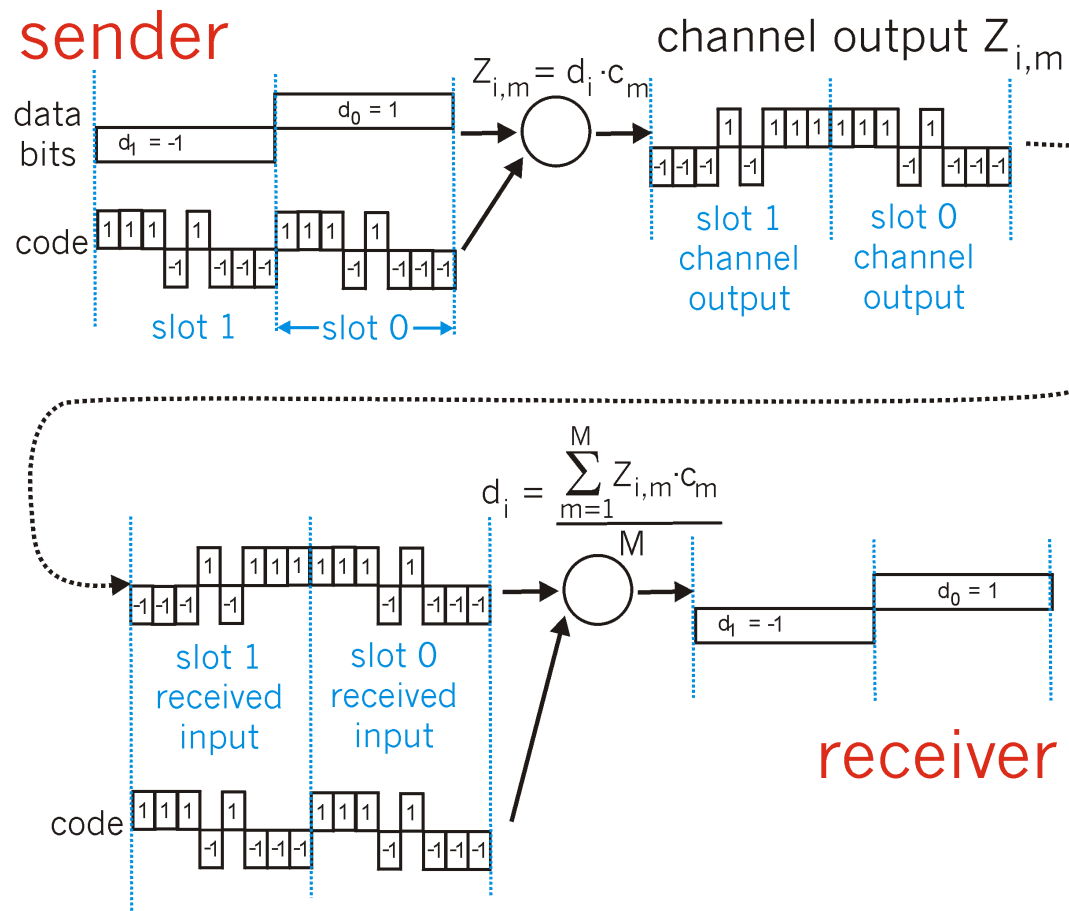 sender
channel output Z_{i,m}
Z_{i,m} = d_i · c_m
data bits
d_1 = -1
d_0 = 1
code
1 1 1 -1 1 -1 -1 -1
1 1 1 -1 1 -1 -1 -1
slot 1
slot 0
-1 -1 -1 1 -1 1 1 1
1 1 1 -1 1 -1 -1 -1
slot 1
channel
output
slot 0
channel
output
d_i = \frac{\sum_{m=1}^{M} Z_{i,m} · c_m}{M}
-1 -1 -1 1 -1 1 1 1
1 1 1 -1 1 -1 -1 -1
slot 1
received
input
slot 0
received
input
code
1 1 1 -1 1 -1 -1 -1
1 1 1 -1 1 -1 -1 -1
d_1 = -1
d_0 = 1
receiver